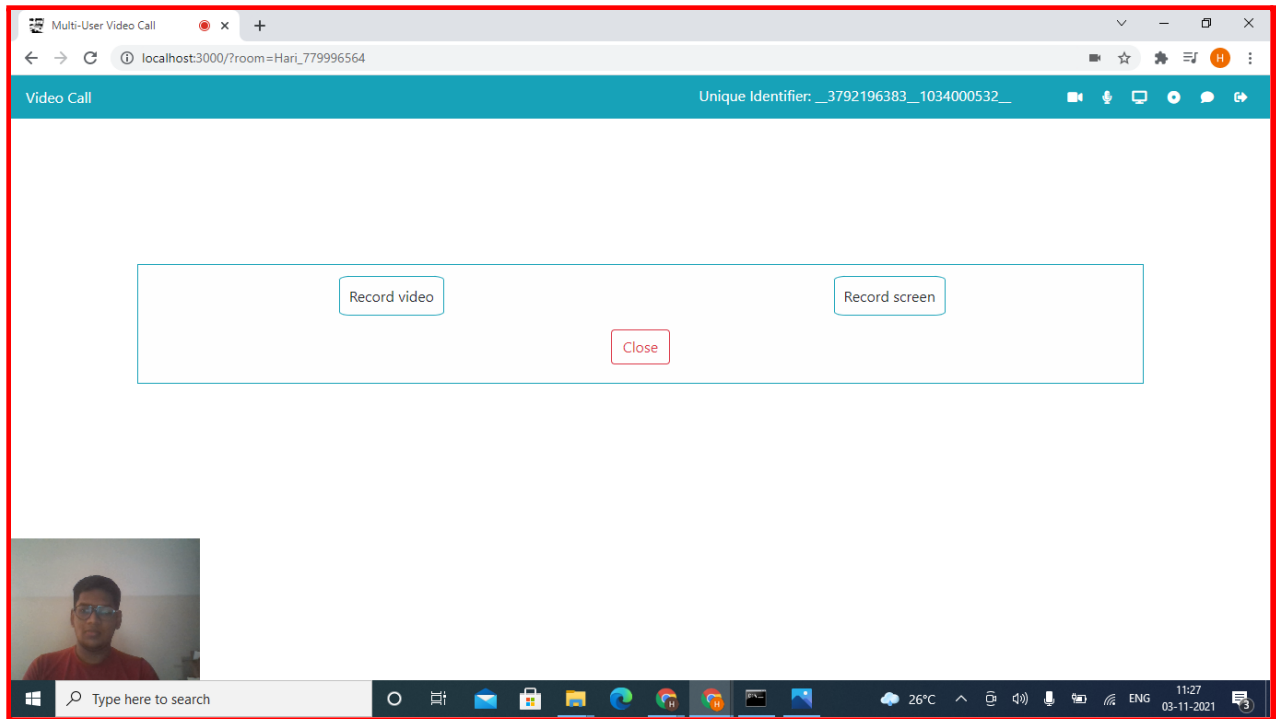 Multi-User Video Call
localhost:3000/?room=Hari_779996564
H
Video Call
Unique Identifier: __3792196383__1034000532__
Record video
Record screen
Close
Type here to search
26°C
ENG
11:27
03-11-2021
3